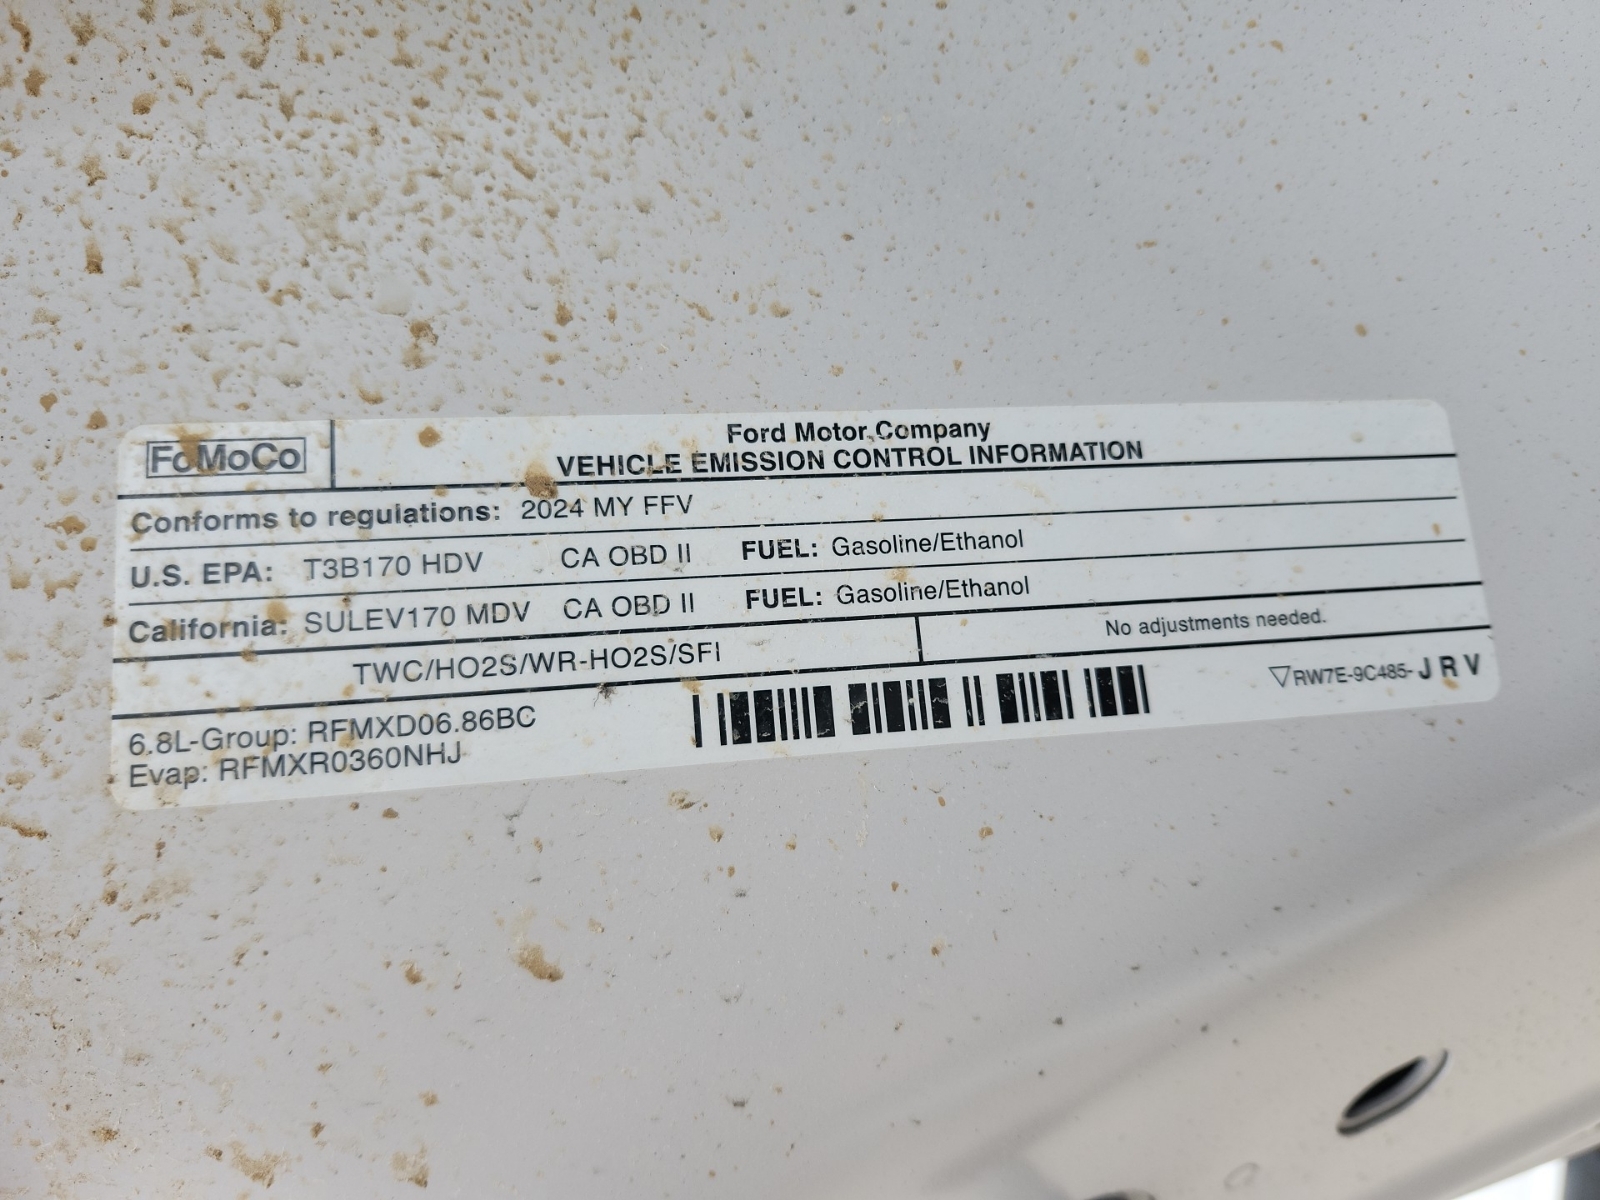 FoMoCo
Ford Motor Company
VEHICLE EMISSION CONTROL INFORMATION
Conforms to regulations: 2024 MY FFV
U.S. EPA: T3B170 HDV CA OBD II FUEL: Gasoline/Ethanol
California: SULEV170 MDV CA OBD II FUEL: Gasoline/Ethanol
TWC/HO2S/WR-HO2S/SFI
No adjustments needed.
6.8L-Group: RFMXD06.86BC
Evap: RFMXR0360NHJ
▽RW7E-9C485- J R V